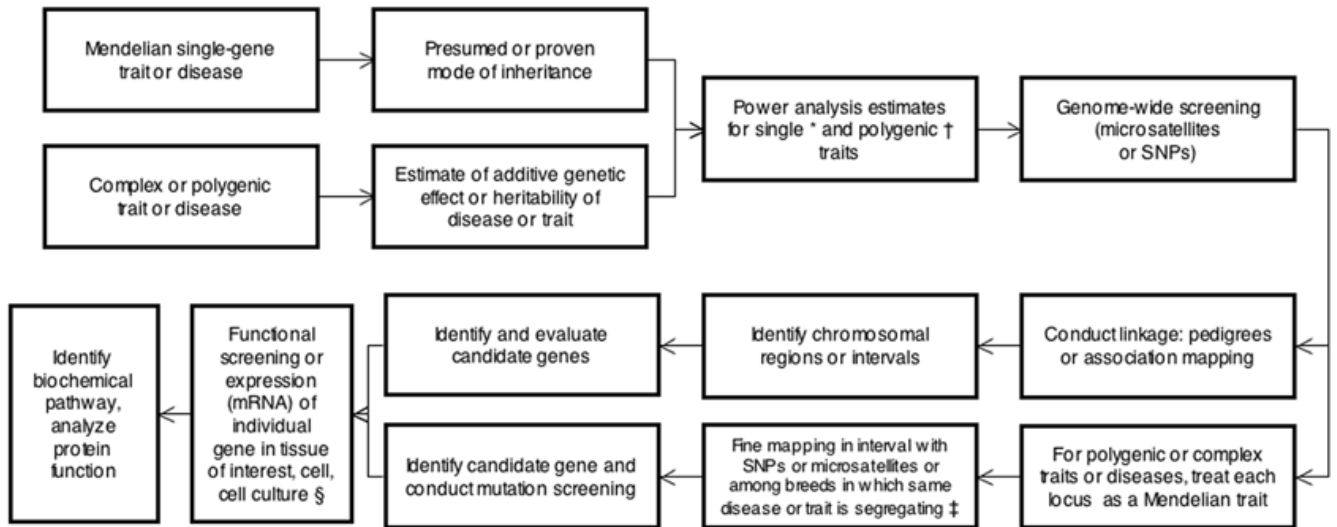 Mendelian single-gene
trait or disease
Presumed or proven
mode of inheritance
Power analysis estimates
for single * and polygenic †
traits
Genome-wide screening
(microsatellites
or SNPs)
Complex or polygenic
trait or disease
Estimate of additive genetic
effect or heritability of
disease or trait
Conduct linkage: pedigrees
or association mapping
Identify chromosomal
regions or intervals
Identify and evaluate
candidate genes
For polygenic or complex
traits or diseases, treat each
locus as a Mendelian trait
Fine mapping in interval with
SNPs or microsatellites or
among breeds in which same
disease or trait is segregating ‡
Identify candidate gene and
conduct mutation screening
Functional
screening or
expression
(mRNA) of
individual
gene in tissue
of interest, cell,
cell culture §
Identify
biochemical
pathway,
analyze
protein
function